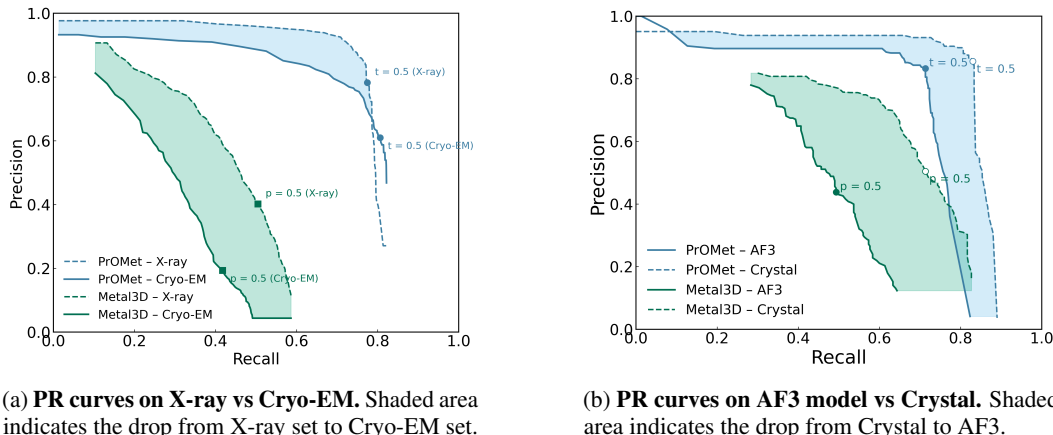 1.0
0.8
0.6
0.4
0.2
0.0
Precision
t = 0.5 (X-ray)
t = 0.5 (Cryo-EM)
p = 0.5 (X-ray)
p = 0.5 (Cryo-EM)
PrOMet – X-ray
PrOMet – Cryo-EM
Metal3D – X-ray
Metal3D – Cryo-EM
0.0 0.2 0.4 0.6 0.8 1.0
Recall
(a) PR curves on X-ray vs Cryo-EM. Shaded area
indicates the drop from X-ray set to Cryo-EM set.
1.0
0.8
0.6
0.4
0.2
0.0
Precision
t = 0.5
t = 0.5
p = 0.5
p = 0.5
PrOMet – AF3
PrOMet – Crystal
Metal3D – AF3
Metal3D – Crystal
0.0 0.2 0.4 0.6 0.8 1.0
Recall
(b) PR curves on AF3 model vs Crystal. Shaded
area indicates the drop from Crystal to AF3.